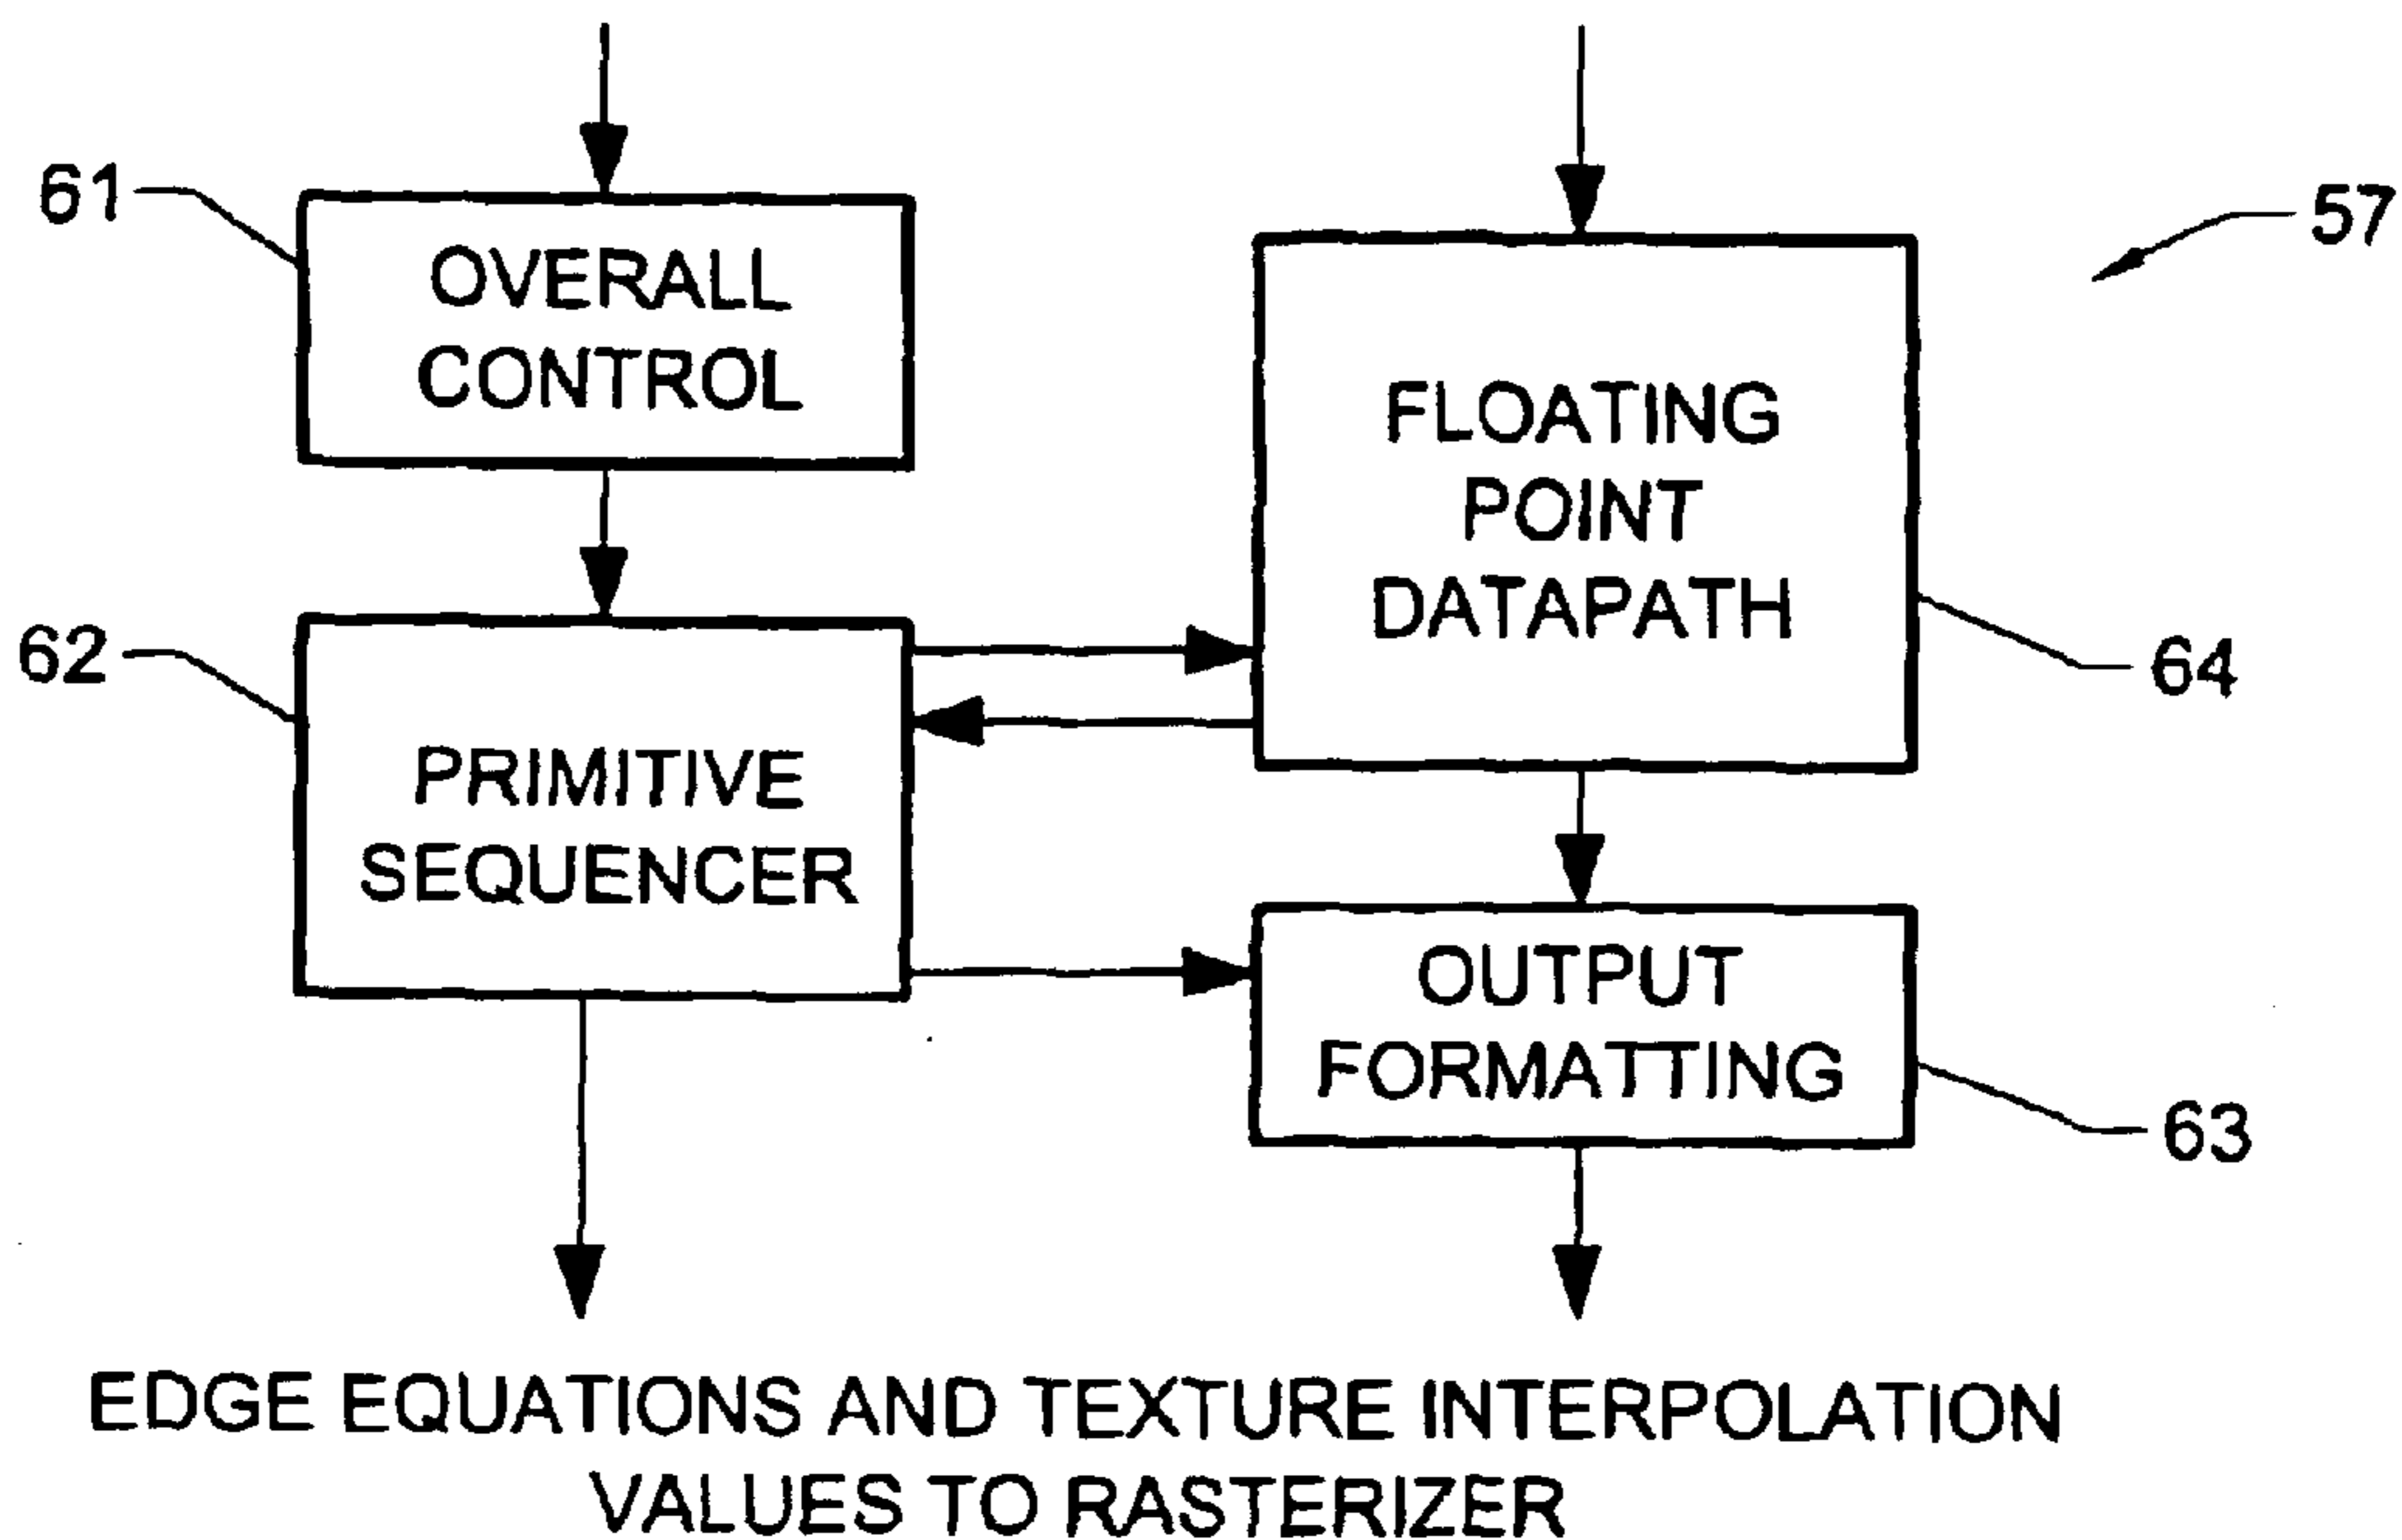 61
OVERALL
CONTROL
57
FLOATING
POINT
DATAPATH
62
64
PRIMITIVE
SEQUENCER
OUTPUT
FORMATTING
63
EDGE EQUATIONS AND TEXTURE INTERPOLATION
VALUES TO RASTERIZER